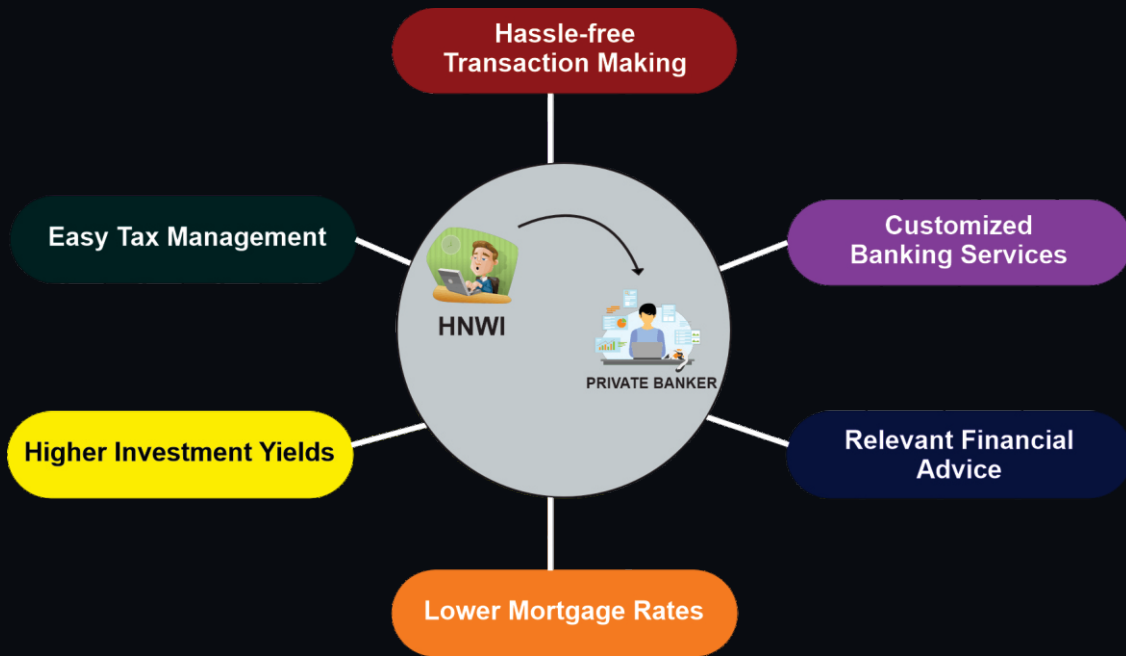 Hassle-free
Transaction Making
Easy Tax Management
Customized
Banking Services
HNWI
PRIVATE BANKER
Higher Investment Yields
Relevant Financial
Advice
Lower Mortgage Rates